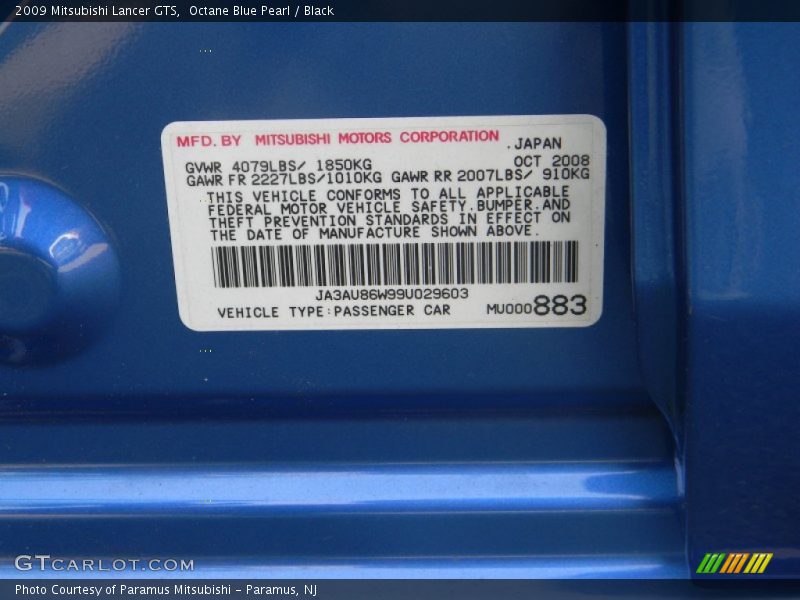 2009 Mitsubishi Lancer GTS,  Octane Blue Pearl / Black
MFD. BY MITSUBISHI MOTORS CORPORATION
.JAPAN
GVWR 4079LBS/ 1850KG OCT 2008
GAWR FR 2227LBS/1010KG GAWR RR 2007LBS/ 910KG
THIS VEHICLE CONFORMS TO ALL APPLICABLE
FEDERAL MOTOR VEHICLE SAFETY.BUMPER.AND
THEFT PREVENTION STANDARDS IN EFFECT ON
THE DATE OF MANUFACTURE SHOWN ABOVE.
JA3AU86W99U029603
VEHICLE TYPE:PASSENGER CAR MU000883
GTCARLOT.COM
Photo Courtesy of Paramus Mitsubishi - Paramus, NJ